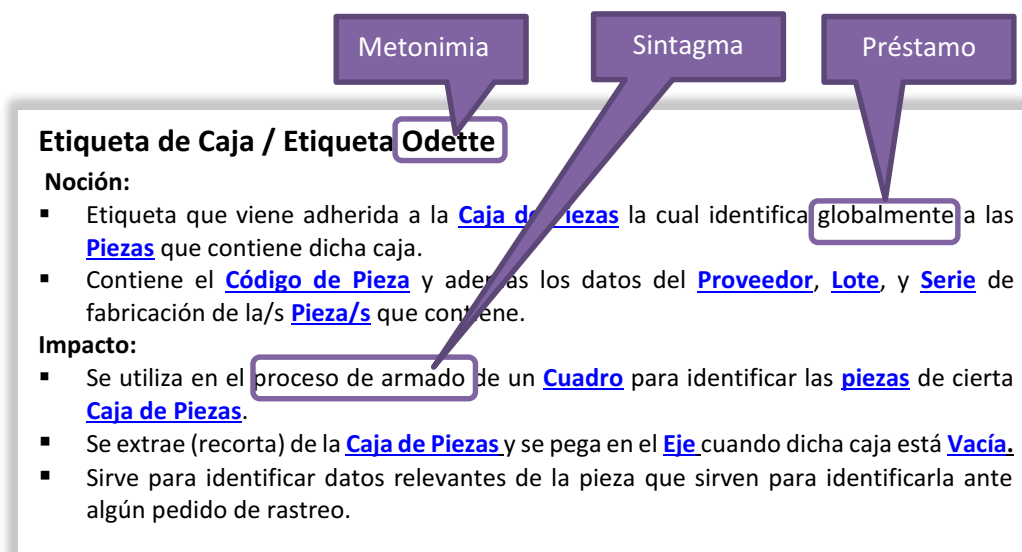 Metonimia Sintagma Préstamo
Etiqueta de Caja / Etiqueta Odette
Noción:
▪ Etiqueta que viene adherida a la Caja de Piezas la cual identifica globalmente a las
Piezas que contiene dicha caja.
▪ Contiene el Código de Pieza y además los datos del Proveedor, Lote, y Serie de
fabricación de la/s Pieza/s que contiene.
Impacto:
▪ Se utiliza en el proceso de armado de un Cuadro para identificar las piezas de cierta
Caja de Piezas.
▪ Se extrae (recorta) de la Caja de Piezas y se pega en el Eje cuando dicha caja está Vacía.
▪ Sirve para identificar datos relevantes de la pieza que sirven para identificarla ante
algún pedido de rastreo.